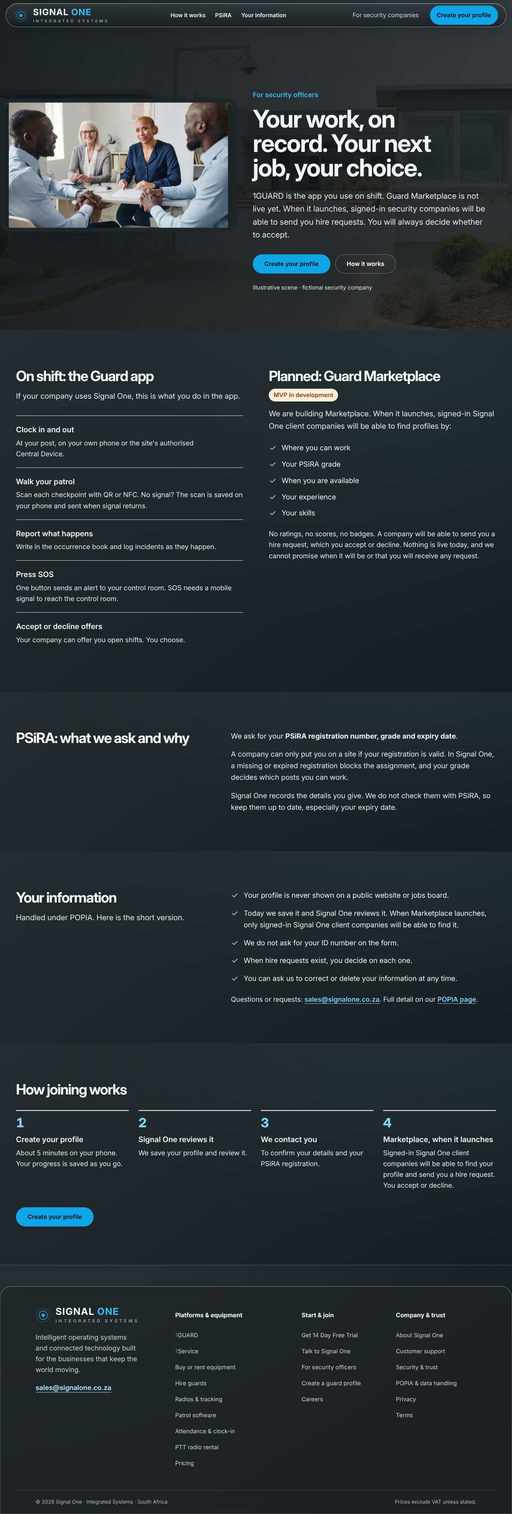 SIGNAL ONE
INTEGRATED SYSTEMS
How it works
PSiRA
Your information
For security companies
Create your profile
For security officers
Your work, on
record. Your next
job, your choice.
1GUARD is the app you use on shift. Guard Marketplace is not
live yet. When it launches, signed-in security companies will be
able to send you hire requests. You will always decide whether
to accept.
Create your profile
How it works
Illustrative scene · fictional security company
On shift: the Guard app
If your company uses Signal One, this is what you do in the app.
Clock in and out
At your post, on your own phone or the site's authorised
Central Device.
Walk your patrol
Scan each checkpoint with QR or NFC. No signal? The scan is saved on
your phone and sent when signal returns.
Report what happens
Write in the occurrence book and log incidents as they happen.
Press SOS
One button sends an alert to your control room. SOS needs a mobile
signal to reach the control room.
Accept or decline offers
Your company can offer you open shifts. You choose.
Planned: Guard Marketplace
MVP in development
We are building Marketplace. When it launches, signed-in Signal
One client companies will be able to find profiles by:
Where you can work
Your PSiRA grade
When you are available
Your experience
Your skills
No ratings, no scores, no badges. A company will be able to send you a
hire request, which you accept or decline. Nothing is live today, and we
cannot promise when it will be or that you will receive any request.
PSiRA: what we ask and why
We ask for your PSiRA registration number, grade and expiry date.
A company can only put you on a site if your registration is valid. In Signal One,
a missing or expired registration blocks the assignment, and your grade
decides which posts you can work.
Signal One records the details you give. We do not check them with PSiRA, so
keep them up to date, especially your expiry date.
Your information
Handled under POPIA. Here is the short version.
Your profile is never shown on a public website or jobs board.
Today we save it and Signal One reviews it. When Marketplace launches,
only signed-in Signal One client companies will be able to find it.
We do not ask for your ID number on the form.
When hire requests exist, you decide on each one.
You can ask us to correct or delete your information at any time.
Questions or requests: sales@signalone.co.za. Full detail on our POPIA page.
How joining works
1
Create your profile
About 5 minutes on your phone.
Your progress is saved as you go.
2
Signal One reviews it
We save your profile and review it.
3
We contact you
To confirm your details and your
PSiRA registration.
4
Marketplace, when it launches
Signed-in Signal One client
companies will be able to find your
profile and send you a hire request.
You accept or decline.
Create your profile
SIGNAL ONE
INTEGRATED SYSTEMS
Intelligent operating systems
and connected technology built
for the businesses that keep the
world moving.
sales@signalone.co.za
Platforms & equipment
1GUARD
1Service
Buy or rent equipment
Hire guards
Radios & tracking
Patrol software
Attendance & clock-in
PTT radio rental
Pricing
Start & join
Get 14 Day Free Trial
Talk to Signal One
For security officers
Create a guard profile
Careers
Company & trust
About Signal One
Customer support
Security & trust
POPIA & data handling
Privacy
Terms
© 2026 Signal One · Integrated Systems · South Africa
Prices exclude VAT unless stated.